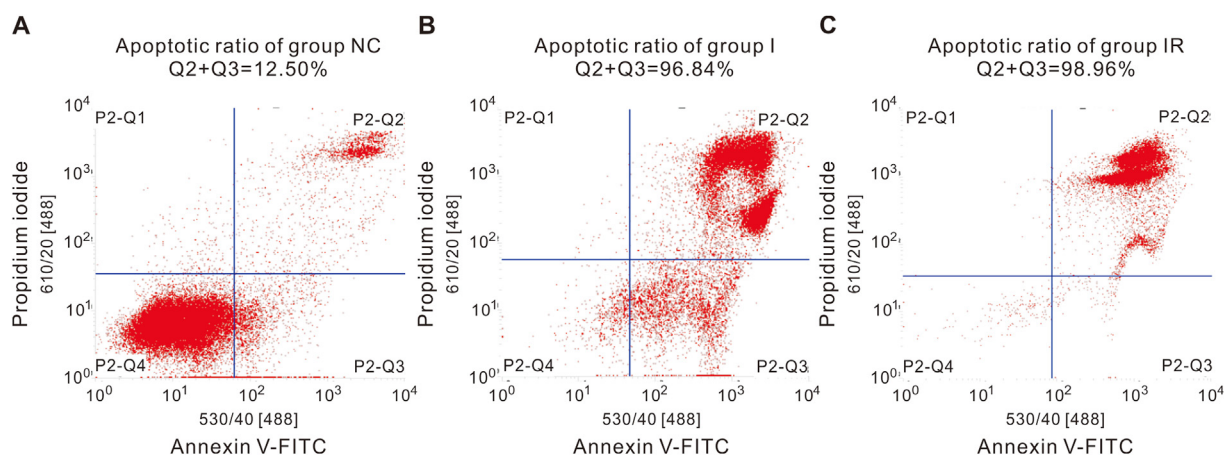 A
Apoptotic ratio of group NC
Q2+Q3=12.50%
10⁴
P2-Q1
P2-Q2
10³
10²
10¹
10⁰
P2-Q4
P2-Q3
10⁰
10¹
10²
10³
10⁴
Propidium iodide
610/20 [488]
530/40 [488]
Annexin V-FITC
B
Apoptotic ratio of group I
Q2+Q3=96.84%
10⁴
P2-Q1
P2-Q2
10³
10²
10¹
10⁰
P2-Q4
P2-Q3
10⁰
10¹
10²
10³
10⁴
Propidium iodide
610/20 [488]
530/40 [488]
Annexin V-FITC
C
Apoptotic ratio of group IR
Q2+Q3=98.96%
10⁴
P2-Q1
P2-Q2
10³
10²
10¹
10⁰
P2-Q4
P2-Q3
10⁰
10¹
10²
10³
10⁴
Propidium iodide
610/20 [488]
530/40 [488]
Annexin V-FITC